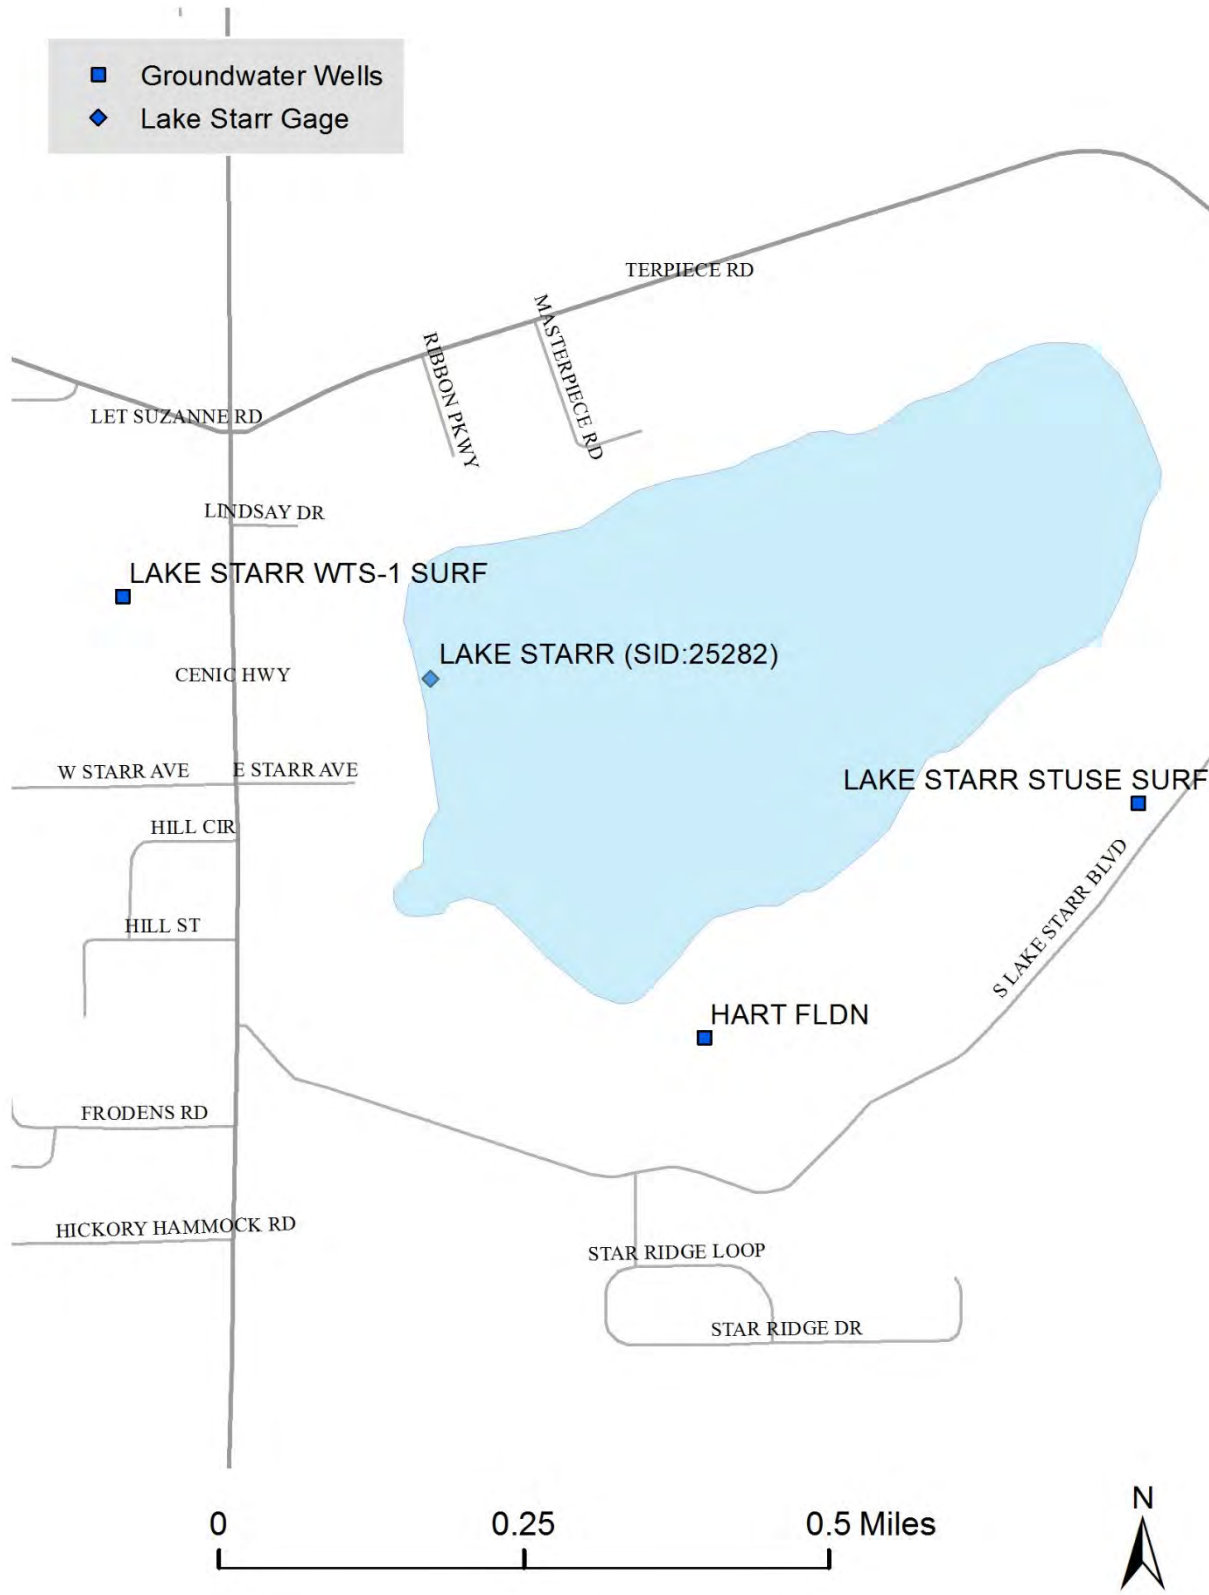 Groundwater Wells
Lake Starr Gage
TERPIECE RD
MASTERPIECE RD
RIBBON PKWY
LET SUZANNE RD
LINDSAY DR
LAKE STARR WTS-1 SURF
LAKE STARR (SID:25282)
CENIC HWY
W STARR AVE
E STARR AVE
LAKE STARR STUSE SURF
HILL CIR
S LAKE STARR BLVD
HILL ST
HART FLDN
FRODENS RD
HICKORY HAMMOCK RD
STAR RIDGE LOOP
STAR RIDGE DR
N
0 0.25 0.5 Miles